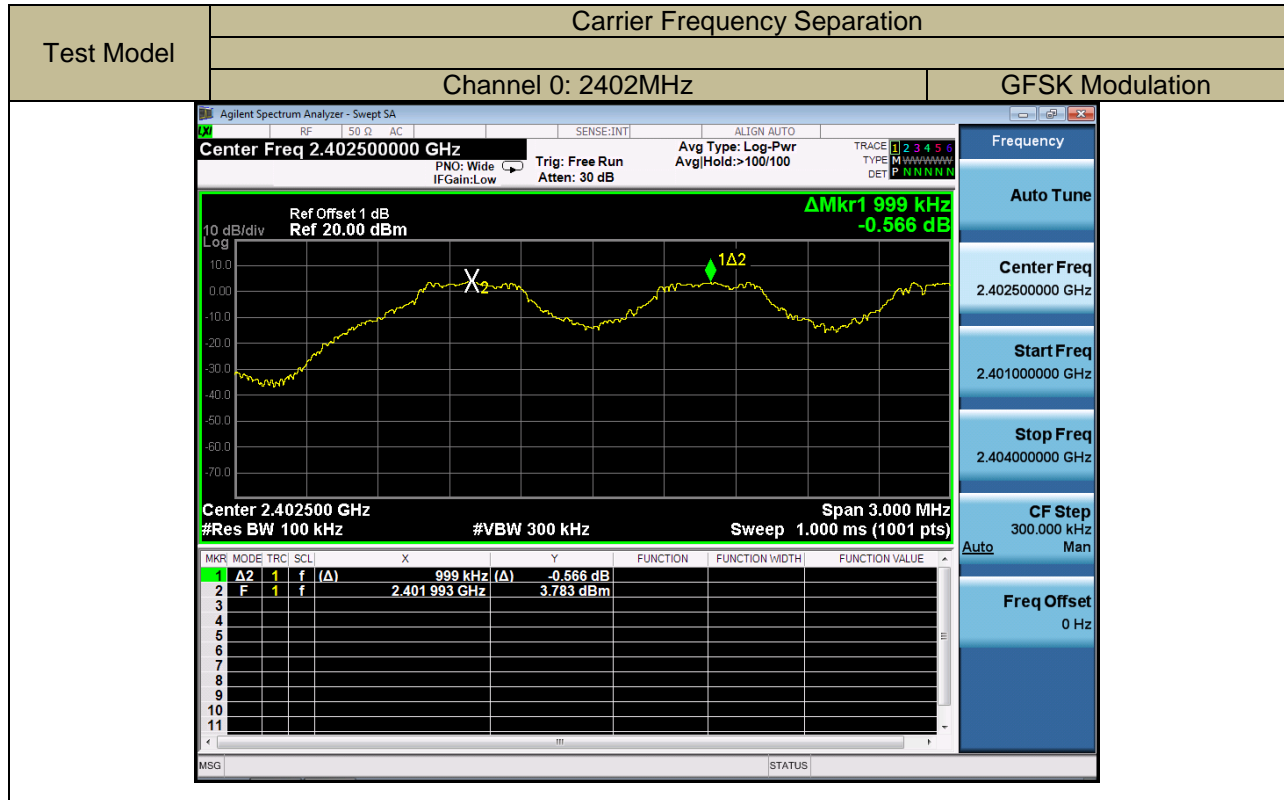 Test Model
Carrier Frequency Separation
Channel 0: 2402MHz GFSK Modulation
Agilent Spectrum Analyzer - Swept SA
LXI RF 50 Ω AC SENSE:INT ALIGN AUTO
Center Freq 2.402500000 GHz
PNO: Wide
IFGain:Low
Trig: Free Run
Atten: 30 dB
Avg Type: Log-Pwr
Avg|Hold:>100/100
TRACE 1 2 3 4 5 6
TYPE M WWWWW
DET P N N N N N
ΔMkr1 999 kHz
-0.566 dB
Ref Offset 1 dB
10 dB/div Ref 20.00 dBm
Log
10.0
0.00
-10.0
-20.0
-30.0
-40.0
-50.0
-60.0
-70.0
X2
1Δ2
Center 2.402500 GHz Span 3.000 MHz
#Res BW 100 kHz #VBW 300 kHz Sweep 1.000 ms (1001 pts)
MKR MODE TRC SCL X Y FUNCTION FUNCTION WIDTH FUNCTION VALUE
1 Δ2 1 f (Δ) 999 kHz (Δ) -0.566 dB
2 F 1 f 2.401 993 GHz 3.783 dBm
3
4
5
6
7
8
9
10
11
MSG STATUS
Frequency
Auto Tune
Center Freq
2.402500000 GHz
Start Freq
2.401000000 GHz
Stop Freq
2.404000000 GHz
CF Step
300.000 kHz
Auto Man
Freq Offset
0 Hz